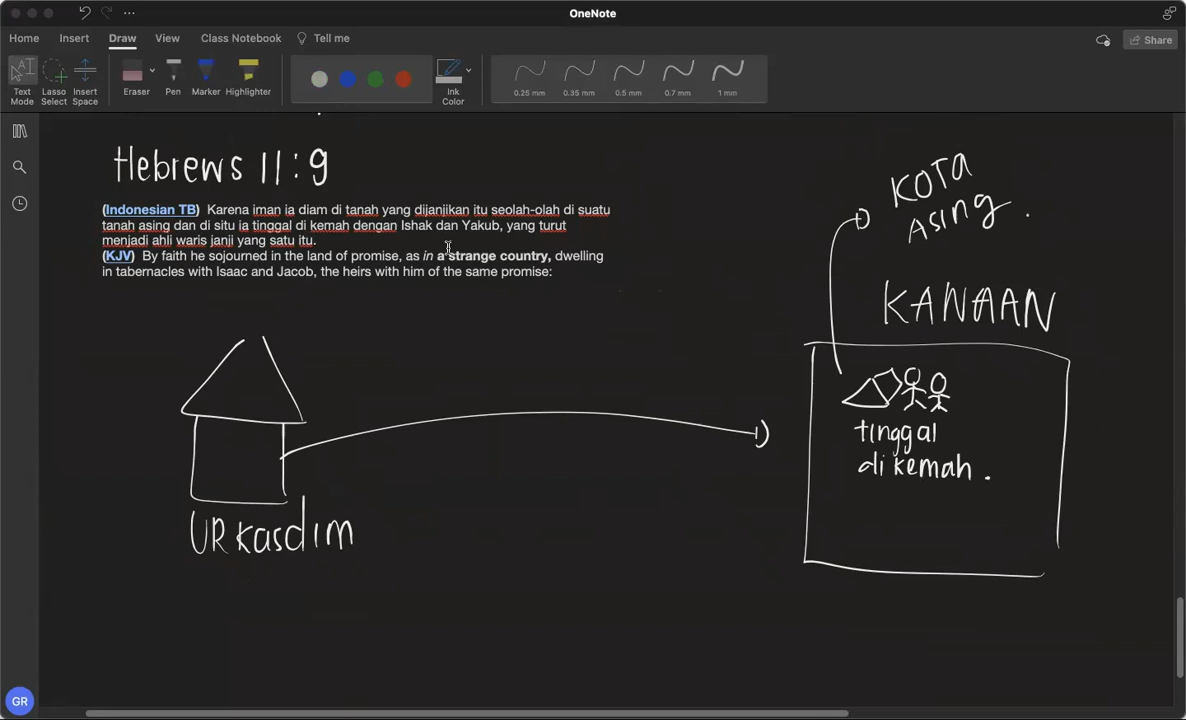 OneNote
Home Insert Draw View Class Notebook Tell me
Share
Text Mode
Lasso Select
Insert Space
Eraser
Pen
Marker
Highlighter
Ink Color
0.25 mm 0.35 mm 0.5 mm 0.7 mm 1 mm
Hebrews 11:9
(Indonesian TB) Karena iman ia diam di tanah yang dijanjikan itu seolah-olah di suatu
tanah asing dan di situ ia tinggal di kemah dengan Ishak dan Yakub, yang turut
menjadi ahli waris janji yang satu itu.
(KJV) By faith he sojourned in the land of promise, as in a strange country, dwelling
in tabernacles with Isaac and Jacob, the heirs with him of the same promise:
KOTA
Asing.
KANAAN
tinggal
di kemah.
UR kasdim
GR